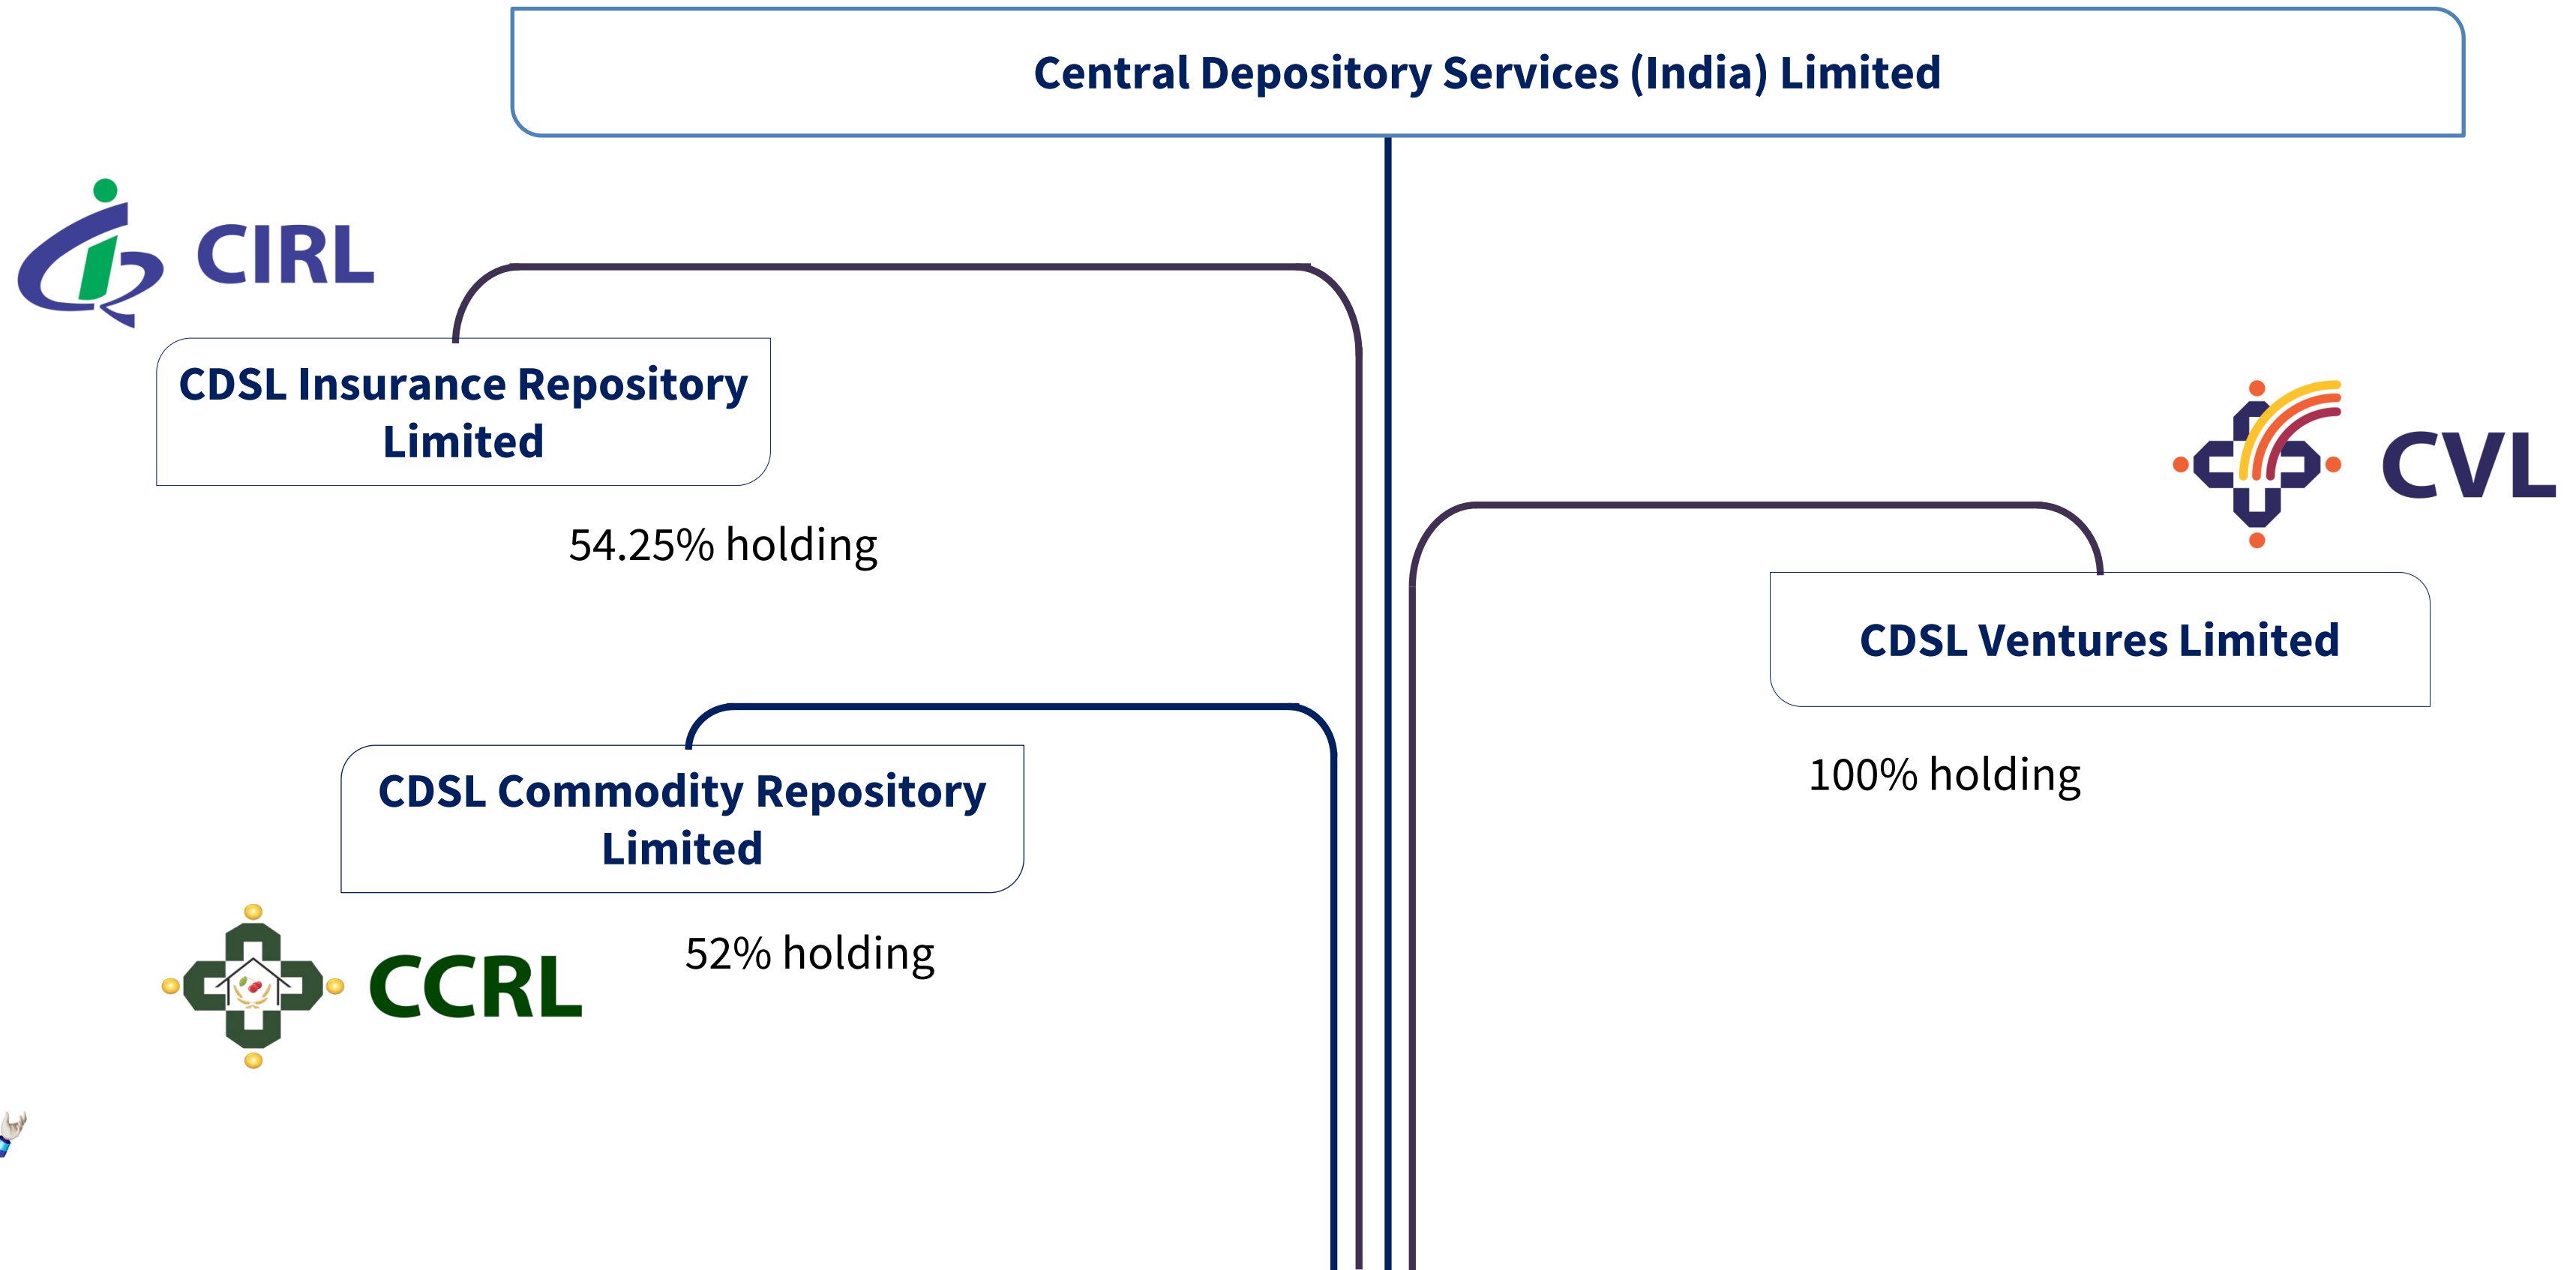 Central Depository Services (India) Limited
CIRL
CDSL Insurance Repository
Limited
54.25% holding
CVL
CDSL Ventures Limited
100% holding
CDSL Commodity Repository
Limited
52% holding
CCRL